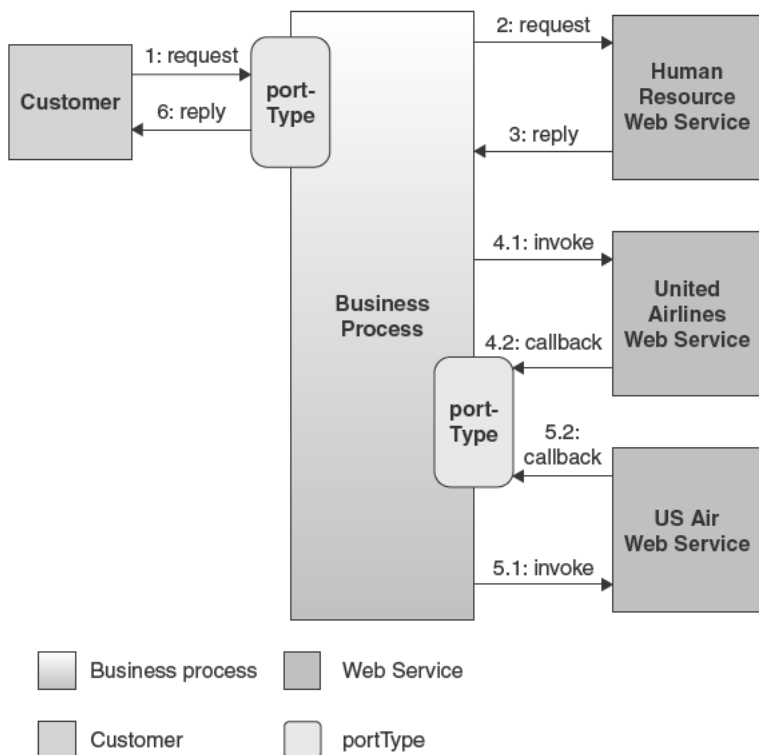 1: request
Customer
6: reply
port-
Type
Business
Process
2: request
Human
Resource
Web Service
3: reply
4.1: invoke
United
Airlines
Web Service
4.2: callback
port-
Type
5.2:
callback
US Air
Web Service
5.1: invoke
Business process
Web Service
Customer
portType